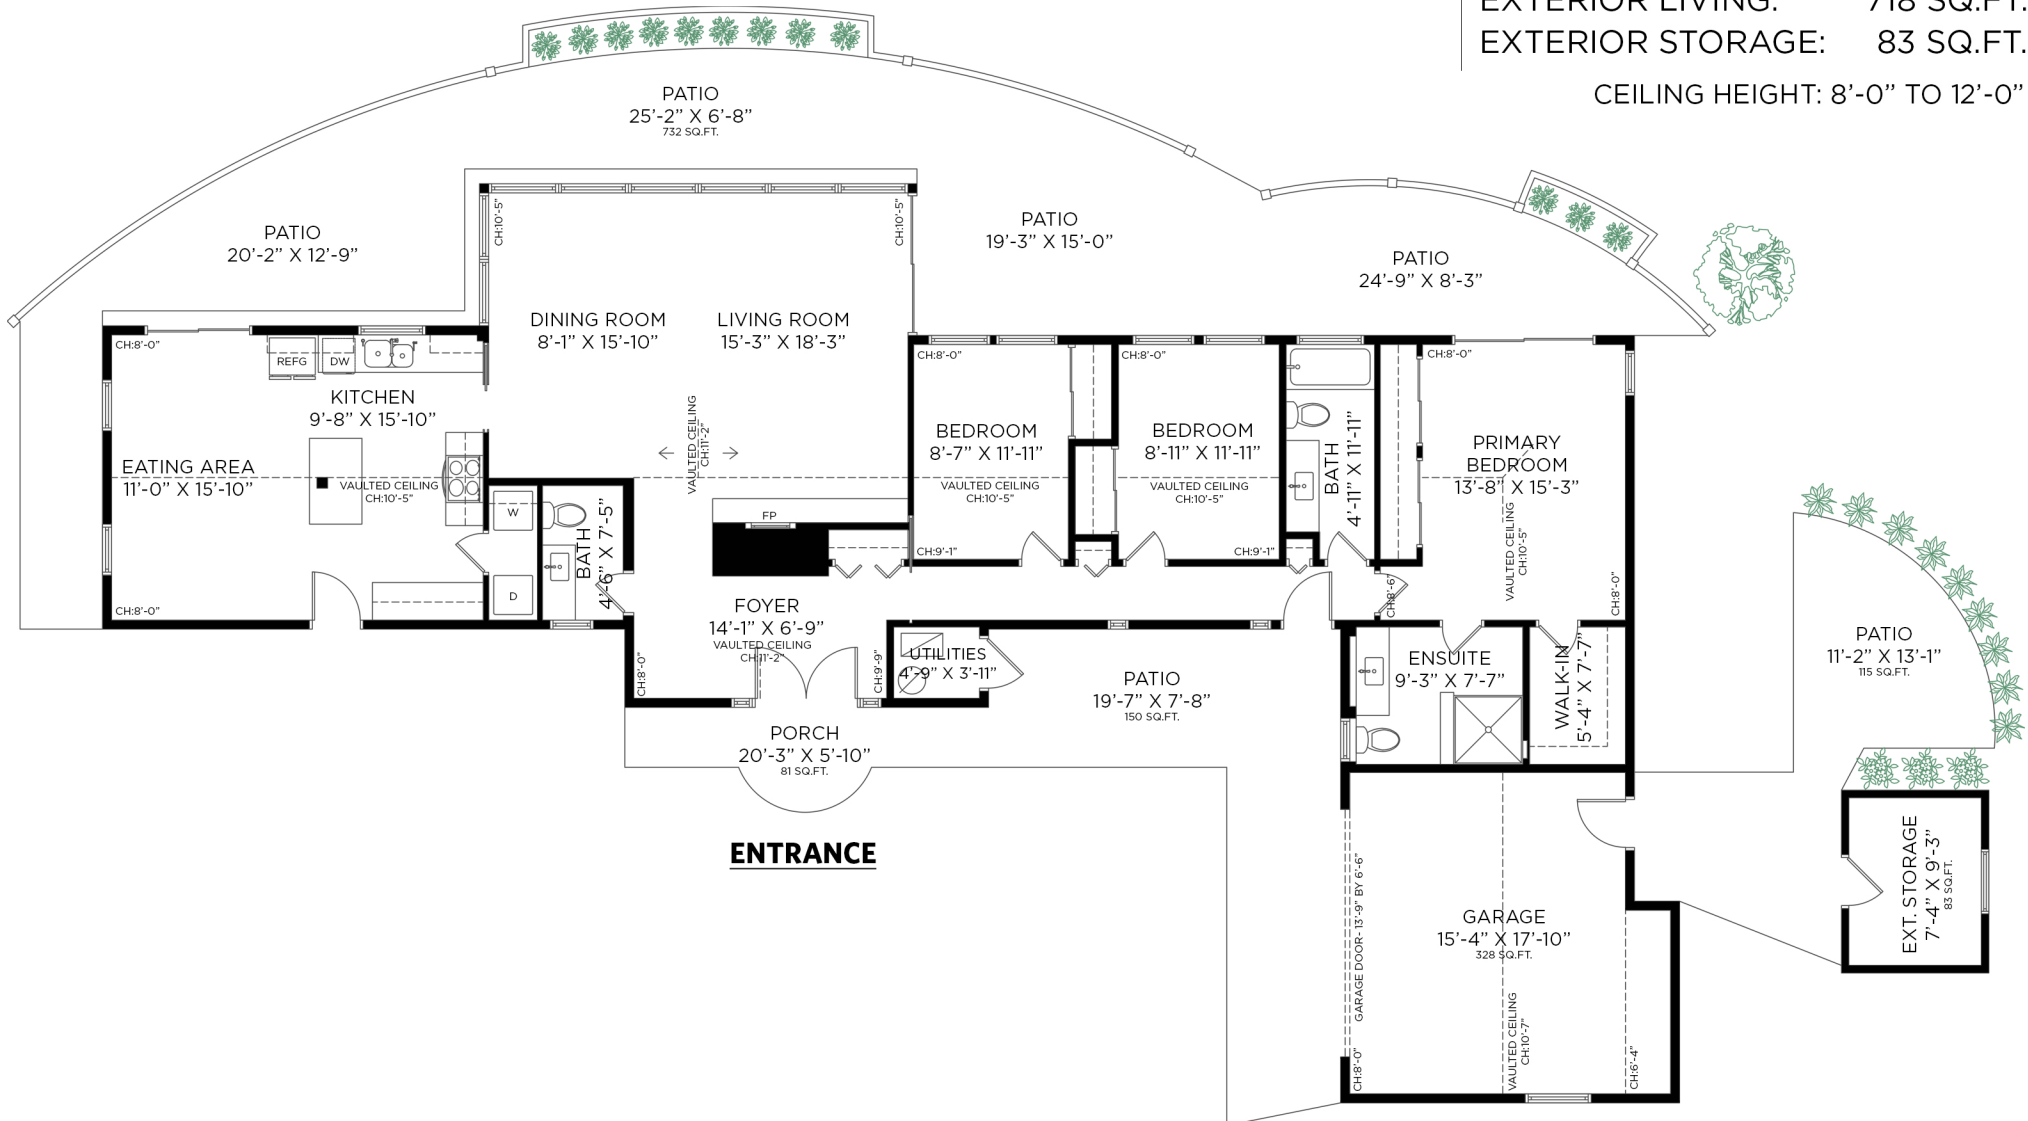 EXTERIOR LIVING: 718 SQ.FT.
EXTERIOR STORAGE: 83 SQ.FT.
CEILING HEIGHT: 8'-0" TO 12'-0"
PATIO
25'-2" X 6'-8"
732 SQ.FT.
PATIO
20'-2" X 12'-9"
PATIO
19'-3" X 15'-0"
PATIO
24'-9" X 8'-3"
CH:10'-5"
CH:10'-5"
DINING ROOM
8'-1" X 15'-10"
LIVING ROOM
15'-3" X 18'-3"
VAULTED CEILING
CH:11'-2"
CH:8'-0"
REFG
DW
KITCHEN
9'-8" X 15'-10"
EATING AREA
11'-0" X 15'-10"
VAULTED CEILING
CH:10'-5"
CH:8'-0"
W
D
BATH
4'-6" X 7'-5"
FP
CH:8'-0"
BEDROOM
8'-7" X 11'-11"
VAULTED CEILING
CH:10'-5"
CH:9'-1"
CH:8'-0"
BEDROOM
8'-11" X 11'-11"
VAULTED CEILING
CH:10'-5"
CH:9'-1"
BATH
4'-11" X 11'-11"
CH:8'-0"
PRIMARY
BEDROOM
13'-8" X 15'-3"
VAULTED CEILING
CH:10'-5"
CH:8'-0"
CH:8'-6"
FOYER
14'-1" X 6'-9"
VAULTED CEILING
CH:11'-2"
CH:8'-0"
CH:9'-9"
UTILITIES
4'-9" X 3'-11"
PATIO
19'-7" X 7'-8"
150 SQ.FT.
ENSUITE
9'-3" X 7'-7"
WALK-IN
5'-4" X 7'-7"
PATIO
11'-2" X 13'-1"
115 SQ.FT.
PORCH
20'-3" X 5'-10"
81 SQ.FT.
ENTRANCE
GARAGE DOOR- 13'-9" BY 6'-6"
CH:8'-0"
GARAGE
15'-4" X 17'-10"
328 SQ.FT.
VAULTED CEILING
CH:10'-7"
CH:6'-4"
EXT. STORAGE
7'-4" X 9'-3"
83 SQ.FT.